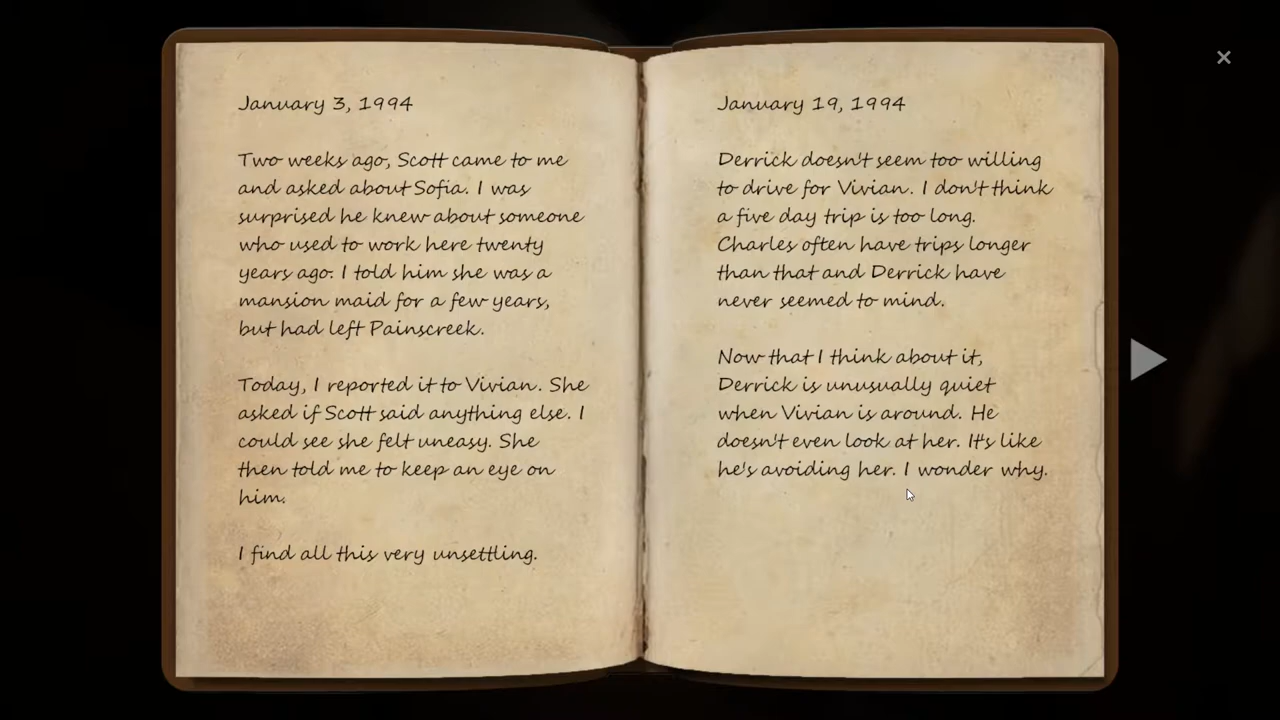 January 3, 1994
Two weeks ago, Scott came to me
and asked about Sofia. I was
surprised he knew about someone
who used to work here twenty
years ago. I told him she was a
mansion maid for a few years,
but had left Painscreek.
Today, I reported it to Vivian. She
asked if Scott said anything else. I
could see she felt uneasy. She
then told me to keep an eye on
him.
I find all this very unsettling.
January 19, 1994
Derrick doesn't seem too willing
to drive for Vivian. I don't think
a five day trip is too long.
Charles often have trips longer
than that and Derrick have
never seemed to mind.
Now that I think about it,
Derrick is unusually quiet
when Vivian is around. He
doesn't even look at her. It's like
he's avoiding her. I wonder why.